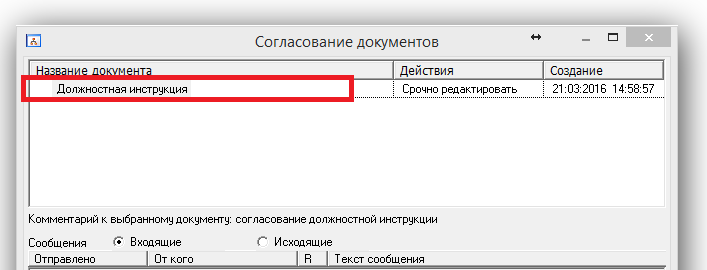 Согласование документов
Название документа Действия Создание
Должностная инструкция Срочно редактировать 21:03:2016 14:58:57
Комментарий к выбранному документу: согласование должностной инструкции
Сообщения Входящие Исходящие
Отправлено От кого R Текст сообщения